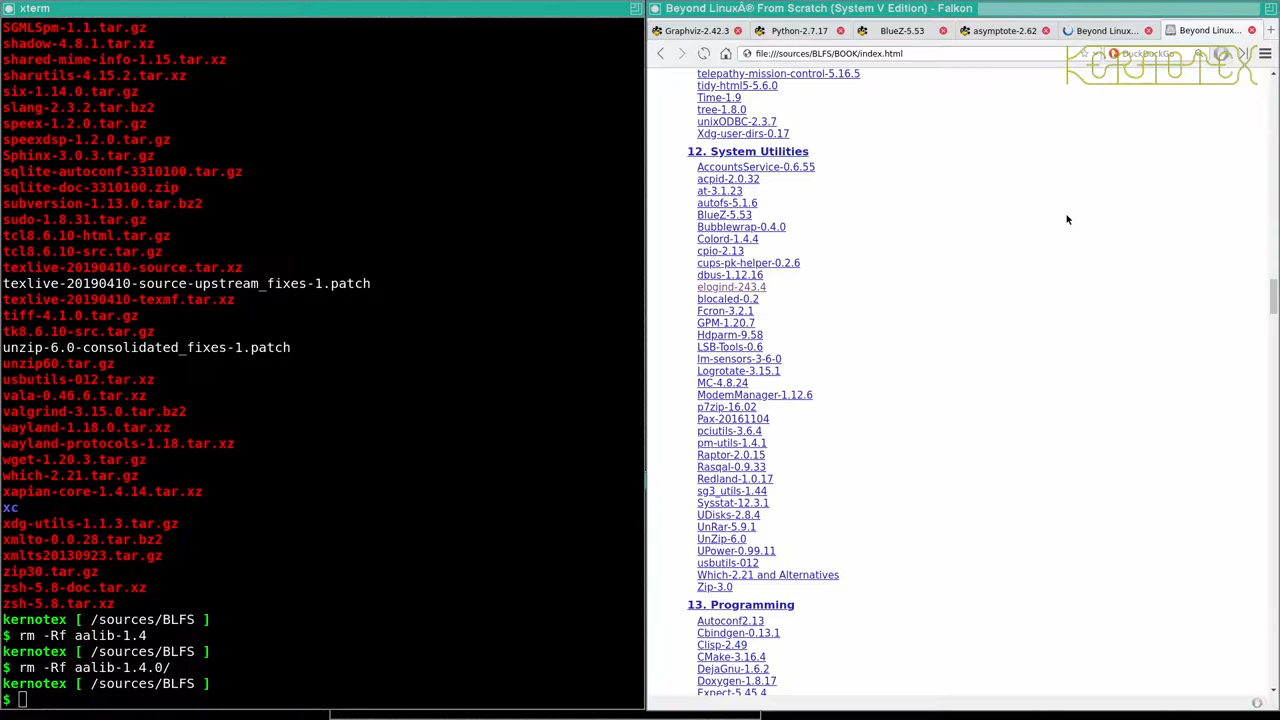 xterm
SGMLSpm-1.1.tar.gz
shadow-4.8.1.tar.xz
shared-mime-info-1.15.tar.xz
sharutils-4.15.2.tar.xz
six-1.14.0.tar.gz
slang-2.3.2.tar.bz2
speex-1.2.0.tar.gz
speexdsp-1.2.0.tar.gz
Sphinx-3.0.3.tar.gz
sqlite-autoconf-3310100.tar.gz
sqlite-doc-3310100.zip
subversion-1.13.0.tar.bz2
sudo-1.8.31.tar.gz
tcl8.6.10-html.tar.gz
tcl8.6.10-src.tar.gz
texlive-20190410-source.tar.xz
texlive-20190410-source-upstream_fixes-1.patch
texlive-20190410-texmf.tar.xz
tiff-4.1.0.tar.gz
tk8.6.10-src.tar.gz
unzip-6.0-consolidated_fixes-1.patch
unzip60.tar.gz
usbutils-012.tar.xz
vala-0.46.6.tar.xz
valgrind-3.15.0.tar.bz2
wayland-1.18.0.tar.xz
wayland-protocols-1.18.tar.xz
wget-1.20.3.tar.gz
which-2.21.tar.gz
xapian-core-1.4.14.tar.xz
xc
xdg-utils-1.1.3.tar.gz
xmlto-0.0.28.tar.bz2
xmlts20130923.tar.gz
zip30.tar.gz
zsh-5.8-doc.tar.xz
zsh-5.8.tar.xz
kernotex [ /sources/BLFS ]
$ rm -Rf aalib-1.4
kernotex [ /sources/BLFS ]
$ rm -Rf aalib-1.4.0/
kernotex [ /sources/BLFS ]
$
Beyond LinuxÂ® From Scratch (System V Edition) - Falkon
Graphviz-2.42.3
Python-2.7.17
BlueZ-5.53
asymptote-2.62
Beyond Linux...
Beyond Linux...
file:///sources/BLFS/BOOK/index.html
DuckDuckGo
KERNOTEX
telepathy-mission-control-5.16.5
tidy-html5-5.6.0
Time-1.9
tree-1.8.0
unixODBC-2.3.7
Xdg-user-dirs-0.17
12. System Utilities
AccountsService-0.6.55
acpid-2.0.32
at-3.1.23
autofs-5.1.6
BlueZ-5.53
Bubblewrap-0.4.0
Colord-1.4.4
cpio-2.13
cups-pk-helper-0.2.6
dbus-1.12.16
elogind-243.4
blocaled-0.2
Fcron-3.2.1
GPM-1.20.7
Hdparm-9.58
LSB-Tools-0.6
lm-sensors-3-6-0
Logrotate-3.15.1
MC-4.8.24
ModemManager-1.12.6
p7zip-16.02
Pax-20161104
pciutils-3.6.4
pm-utils-1.4.1
Raptor-2.0.15
Rasqal-0.9.33
Redland-1.0.17
sg3_utils-1.44
Sysstat-12.3.1
UDisks-2.8.4
UnRar-5.9.1
UnZip-6.0
UPower-0.99.11
usbutils-012
Which-2.21 and Alternatives
Zip-3.0
13. Programming
Autoconf2.13
Cbindgen-0.13.1
Clisp-2.49
CMake-3.16.4
DejaGnu-1.6.2
Doxygen-1.8.17
Expect-5.45.4